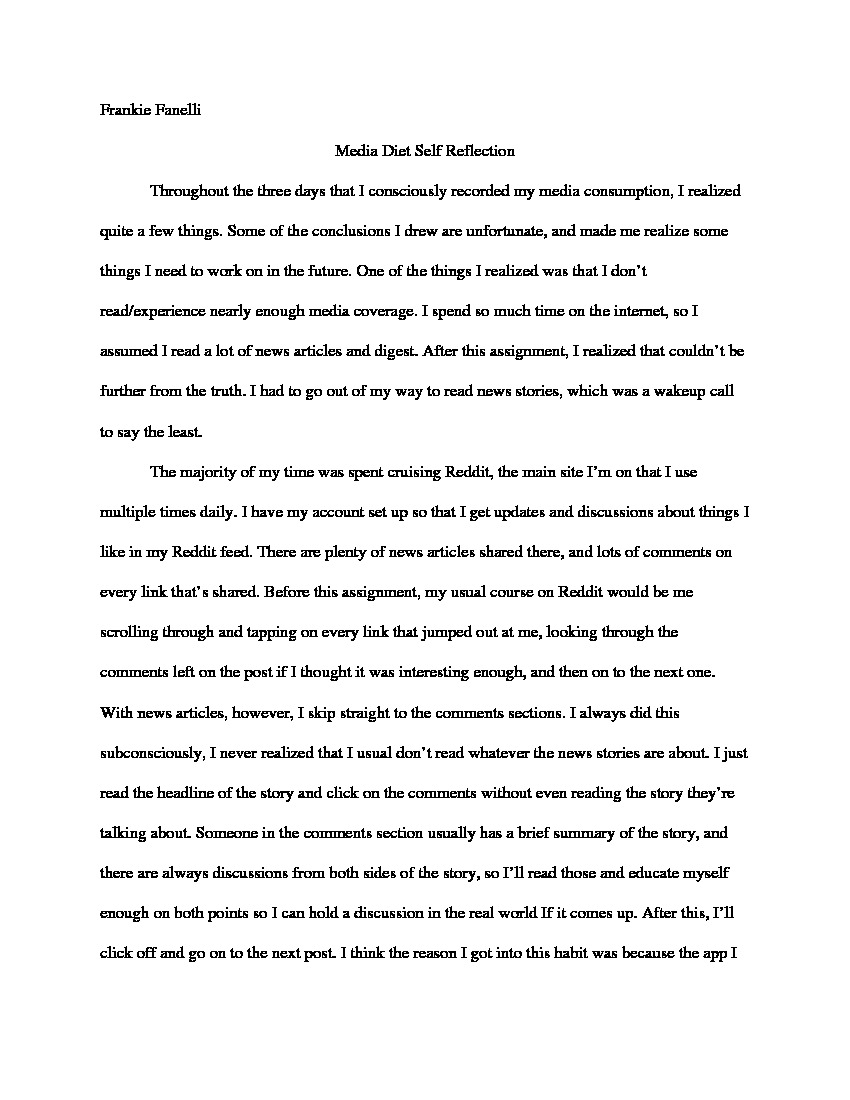 Frankie Fanelli
Media Diet Self Reflection
Throughout the three days that I consciously recorded my media consumption, I realized
quite a few things. Some of the conclusions I drew are unfortunate, and made me realize some
things I need to work on in the future. One of the things I realized was that I don’t
read/experience nearly enough media coverage. I spend so much time on the internet, so I
assumed I read a lot of news articles and digest. After this assignment, I realized that couldn’t be
further from the truth. I had to go out of my way to read news stories, which was a wakeup call
to say the least.
The majority of my time was spent cruising Reddit, the main site I’m on that I use
multiple times daily. I have my account set up so that I get updates and discussions about things I
like in my Reddit feed. There are plenty of news articles shared there, and lots of comments on
every link that’s shared. Before this assignment, my usual course on Reddit would be me
scrolling through and tapping on every link that jumped out at me, looking through the
comments left on the post if I thought it was interesting enough, and then on to the next one.
With news articles, however, I skip straight to the comments sections. I always did this
subconsciously, I never realized that I usual don’t read whatever the news stories are about. I just
read the headline of the story and click on the comments without even reading the story they’re
talking about. Someone in the comments section usually has a brief summary of the story, and
there are always discussions from both sides of the story, so I’ll read those and educate myself
enough on both points so I can hold a discussion in the real world If it comes up. After this, I’ll
click off and go on to the next post. I think the reason I got into this habit was because the app I